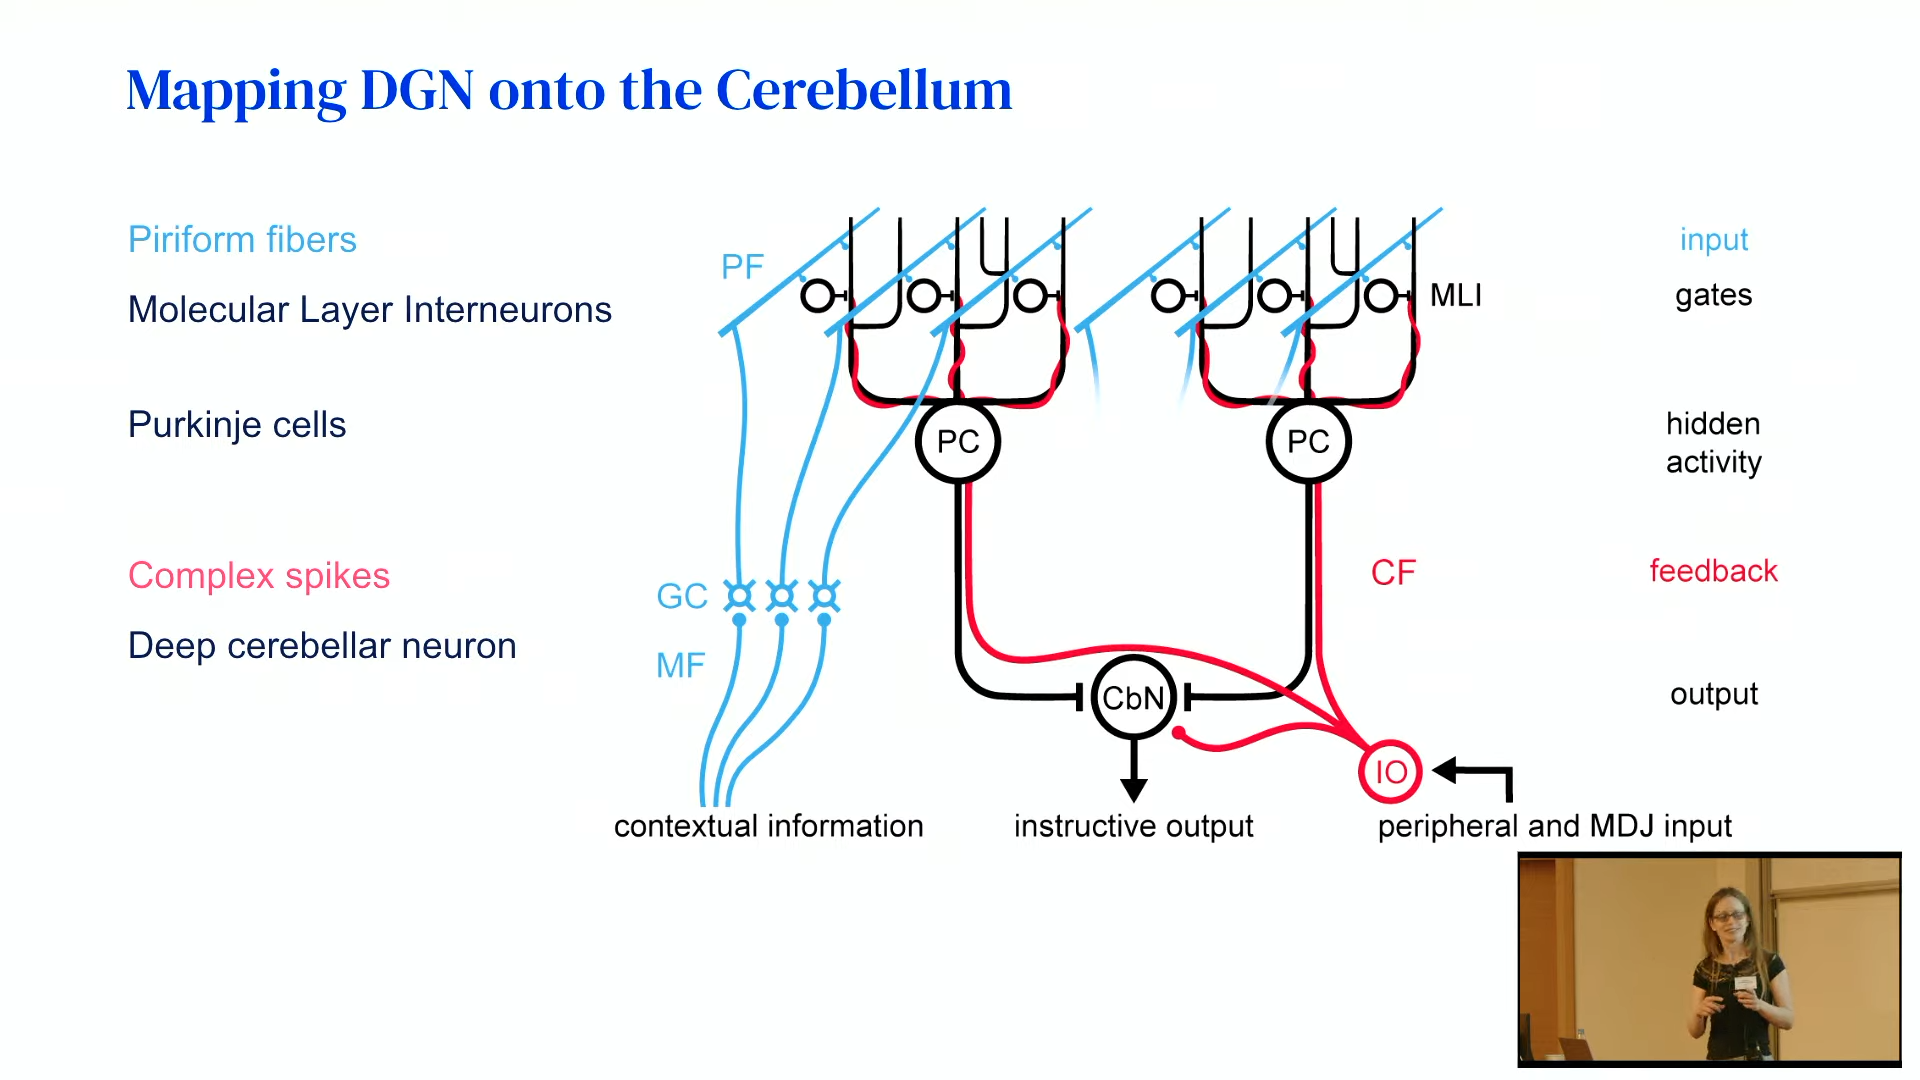 Mapping DGN onto the Cerebellum
Piriform fibers
Molecular Layer Interneurons
Purkinje cells
Complex spikes
Deep cerebellar neuron
PF
MLI
PC
PC
GC
CF
MF
CbN
IO
contextual information
instructive output
peripheral and MDJ input
input
gates
hidden
activity
feedback
output